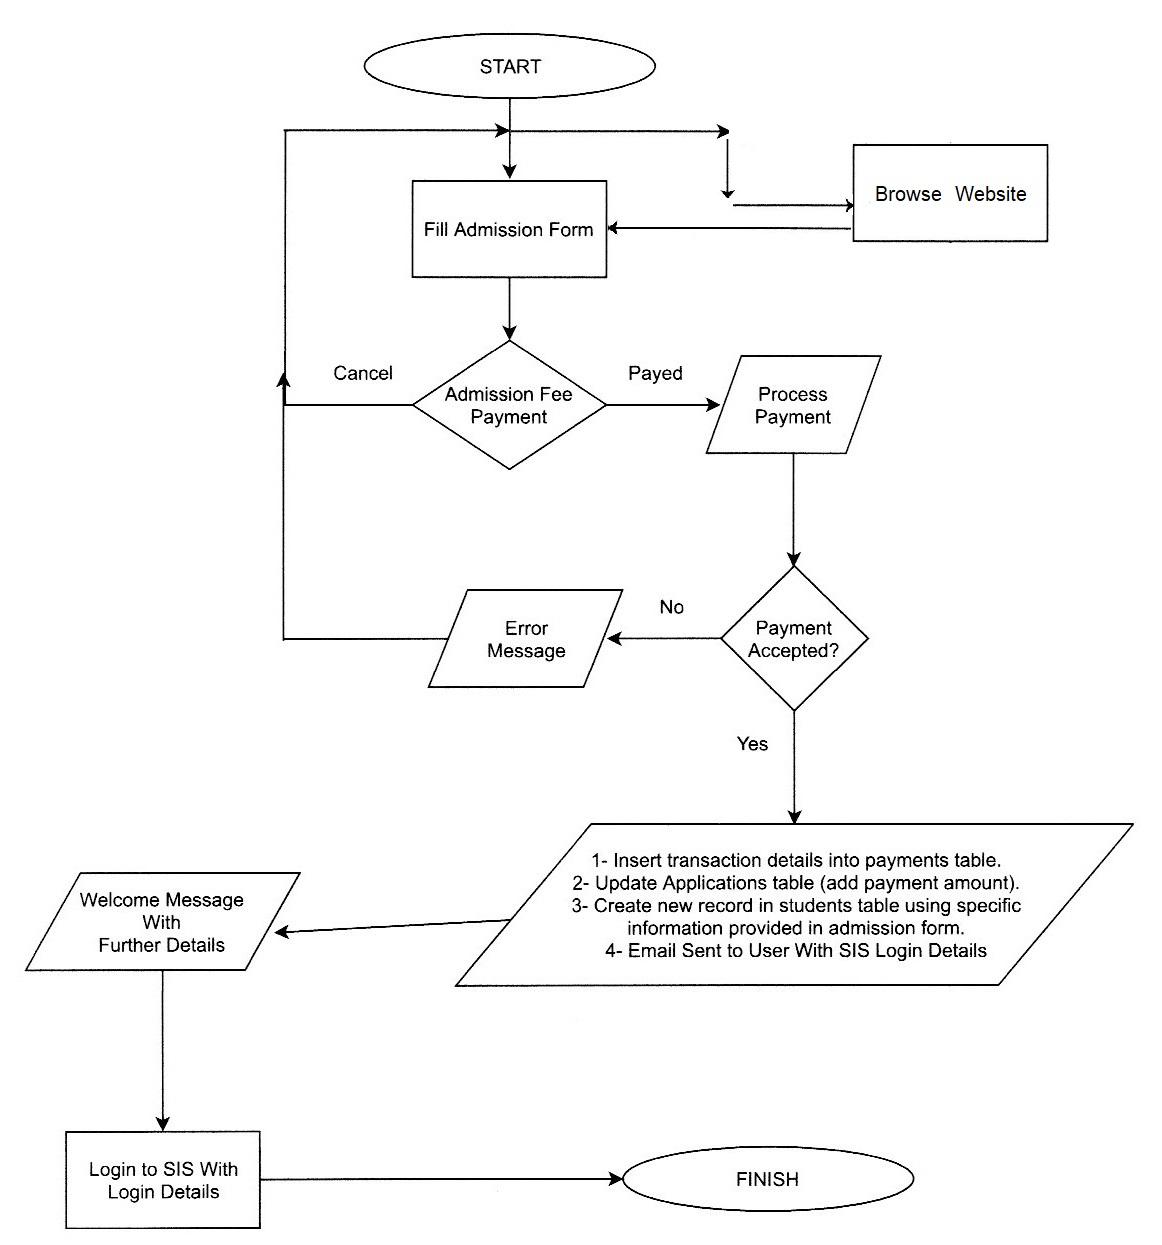 START
Browse Website
Fill Admission Form
Cancel
Payed
Admission Fee
Payment
Process
Payment
No
Error
Message
Payment
Accepted?
Yes
1- Insert transaction details into payments table.
2- Update Applications table (add payment amount).
3- Create new record in students table using specific
information provided in admission form.
4- Email Sent to User With SIS Login Details
Welcome Message
With
Further Details
Login to SIS With
Login Details
FINISH